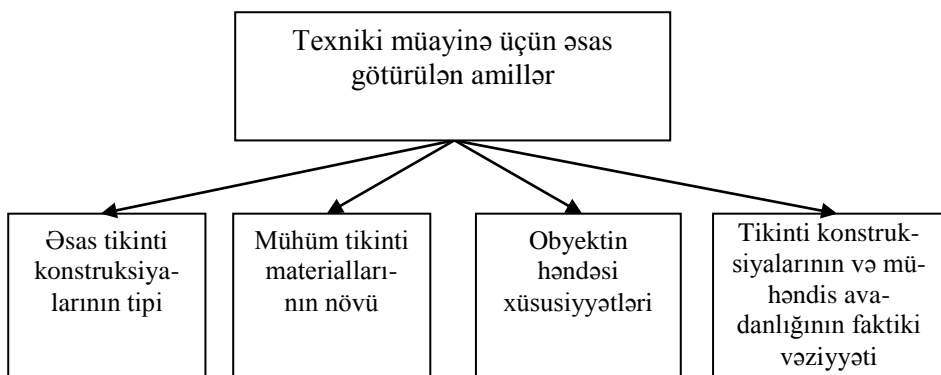 Texniki müayinə üçün əsas
götürülən amillər
Əsas tikinti
konstruksiya-
larının tipi
Mühüm tikinti
materialları-
nın növü
Obyektin
həndəsi
xüsusiyyətləri
Tikinti konstruk-
siyalarının və mü-
həndis ava-
danlığının faktiki
vəziyyəti